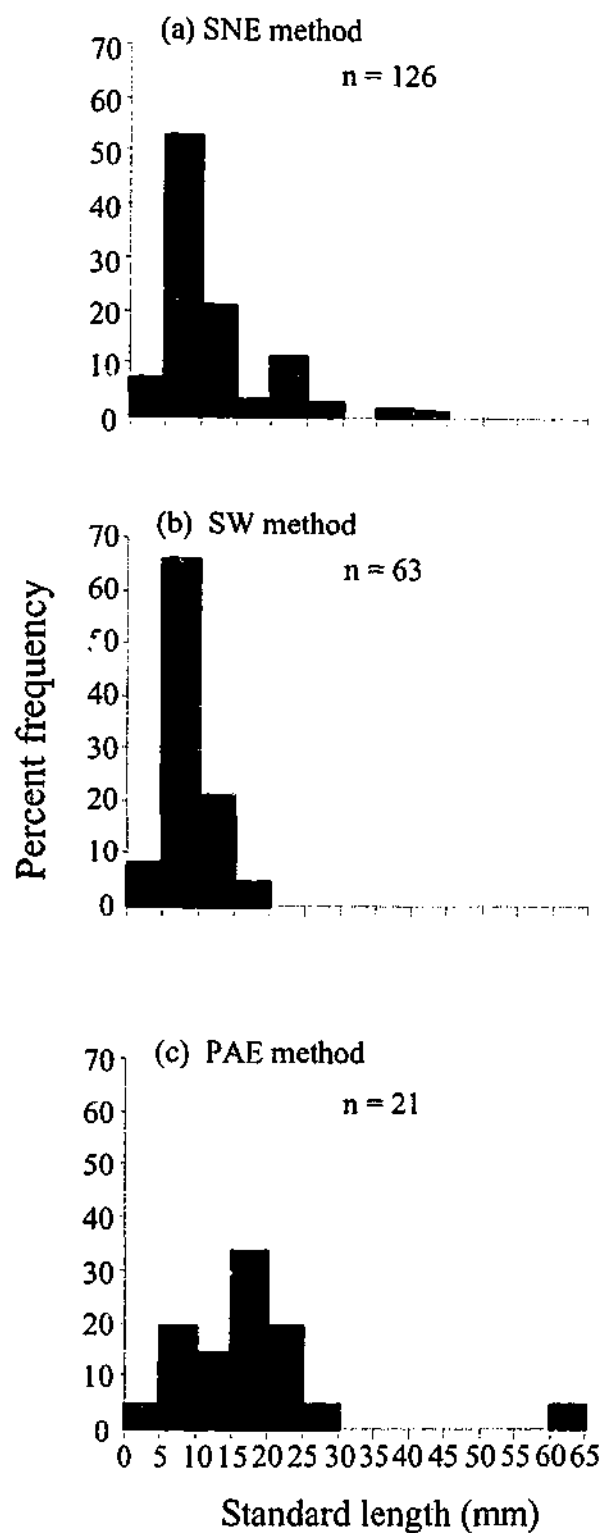 (a) SNE method
n = 126
70
60
50
40
30
20
10
0
(b) SW method
n = 63
70
60
50
40
30
20
10
0
Percent frequency
(c) PAE method
n = 21
70
60
50
40
30
20
10
0
0 5 10 15 20 25 30 35 40 45 50 55 60 65
Standard length (mm)